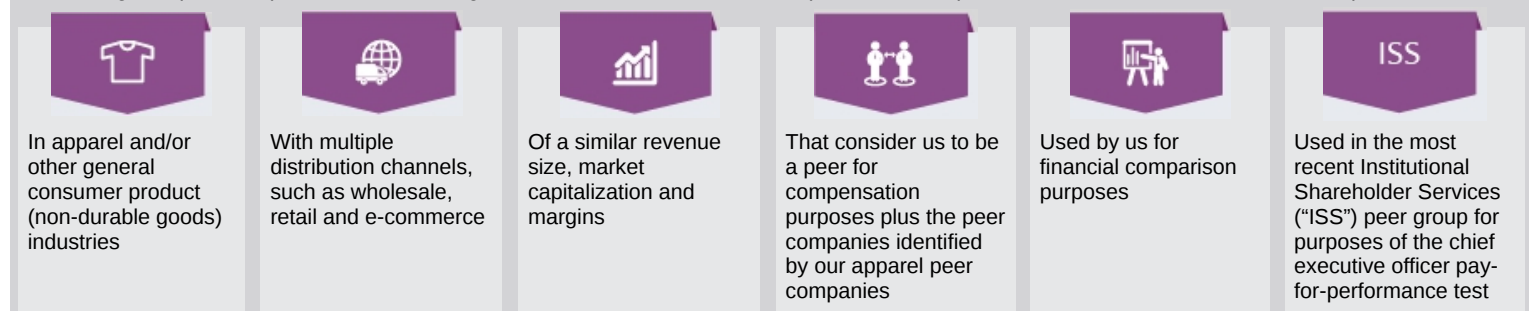 In apparel and/or
other general
consumer product
(non-durable goods)
industries
With multiple
distribution channels,
such as wholesale,
retail and e-commerce
Of a similar revenue
size, market
capitalization and
margins
That consider us to be
a peer for
compensation
purposes plus the peer
companies identified
by our apparel peer
companies
Used by us for
financial comparison
purposes
ISS
Used in the most
recent Institutional
Shareholder Services
(“ISS”) peer group for
purposes of the chief
executive officer pay-
for-performance test